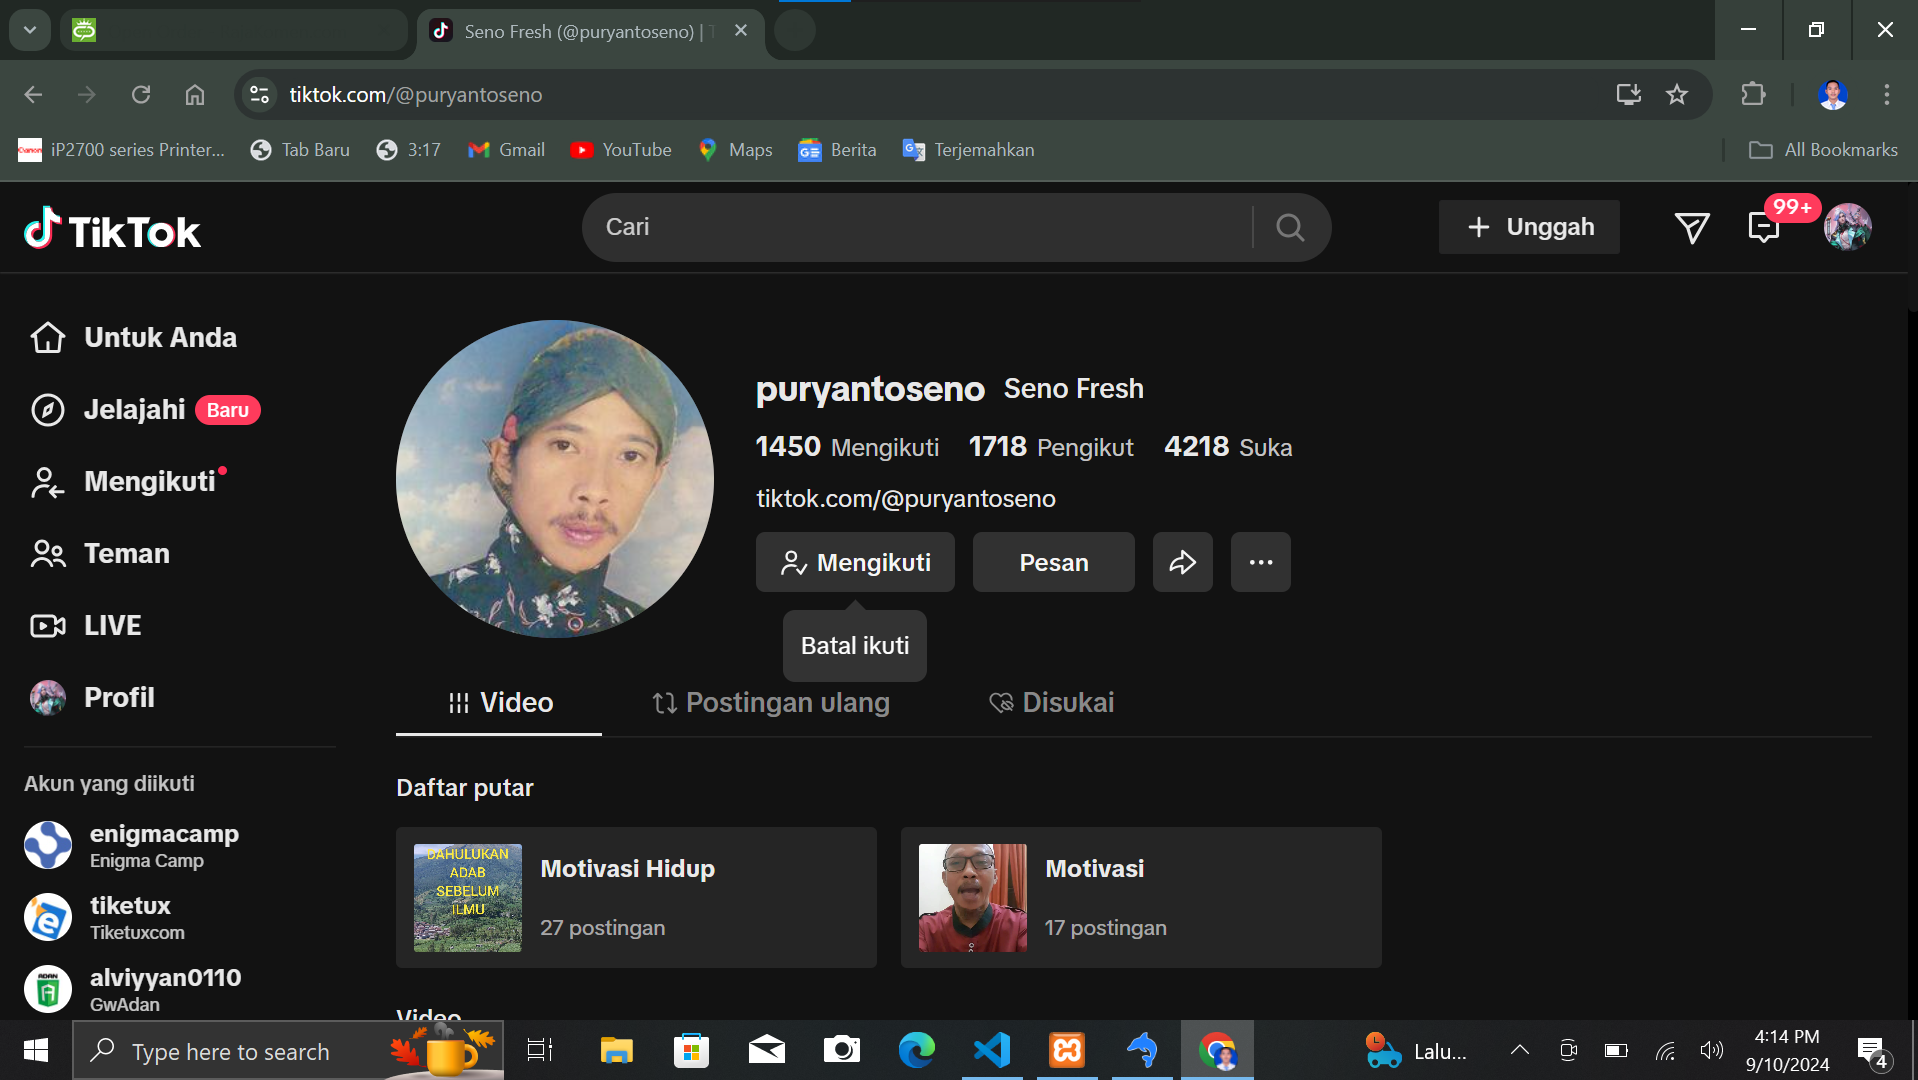 Seno Fresh (@puryantoseno) | T
tiktok.com/@puryantoseno
iP2700 series Printer...
Tab Baru
3:17
Gmail
YouTube
Maps
Berita
Terjemahkan
All Bookmarks
TikTok
Cari
Unggah
99+
Untuk Anda
Jelajahi Baru
Mengikuti
Teman
LIVE
Profil
Akun yang diikuti
enigmacamp
Enigma Camp
tiketux
Tiketuxcom
alviyyan0110
GwAdan
puryantoseno Seno Fresh
1450 Mengikuti 1718 Pengikut 4218 Suka
tiktok.com/@puryantoseno
Mengikuti
Pesan
Batal ikuti
Video
Postingan ulang
Disukai
Daftar putar
DAHULUKAN
ADAB
SEBELUM
ILMU
Motivasi Hidup
27 postingan
Motivasi
17 postingan
Video
Type here to search
Lalu...
4:14 PM
9/10/2024
4